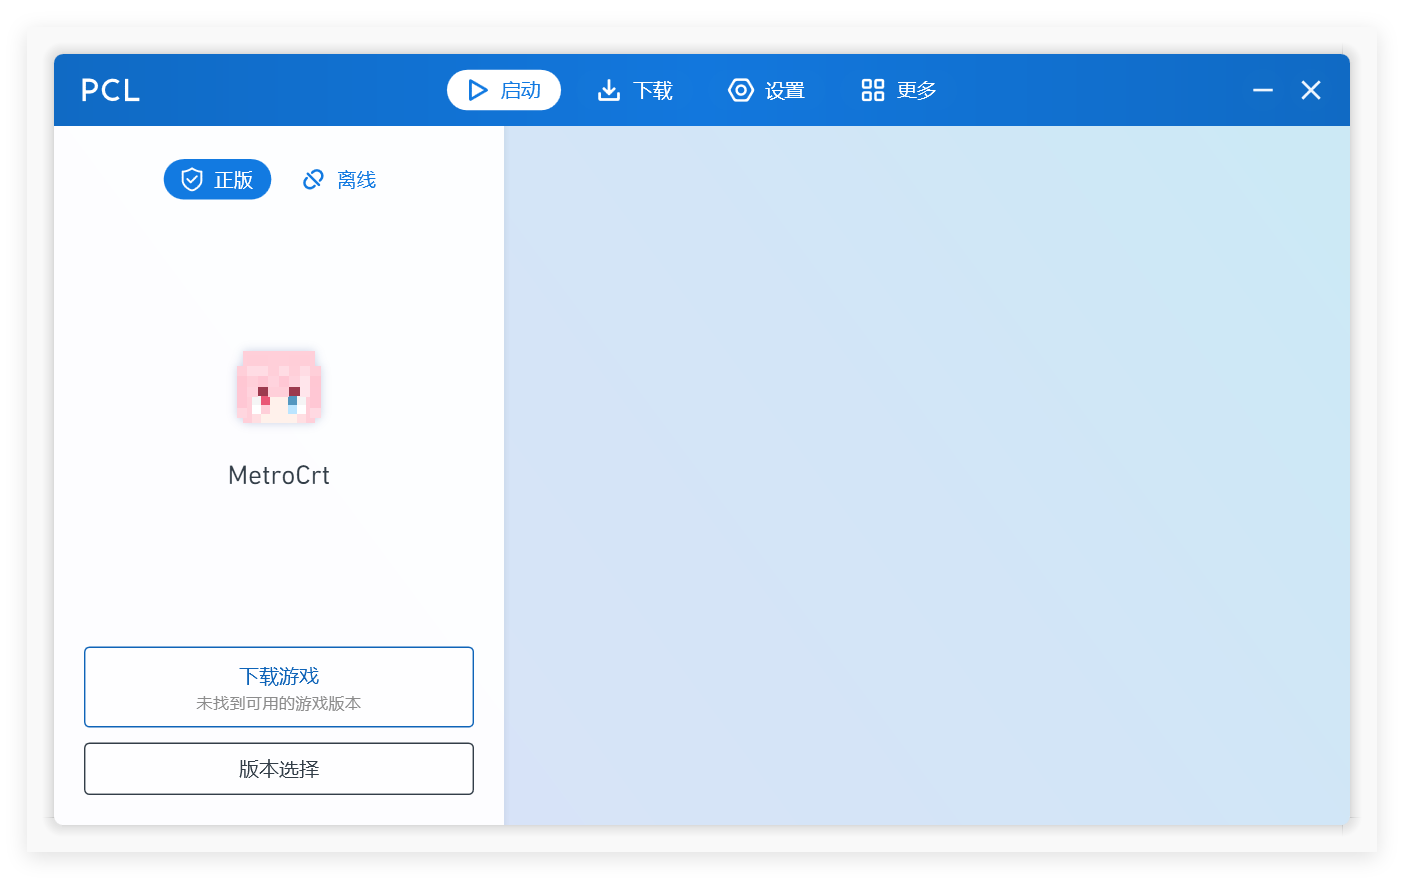 PCL 启动 下载 设置 更多
正版 离线
MetroCrt
下载游戏
未找到可用的游戏版本
版本选择